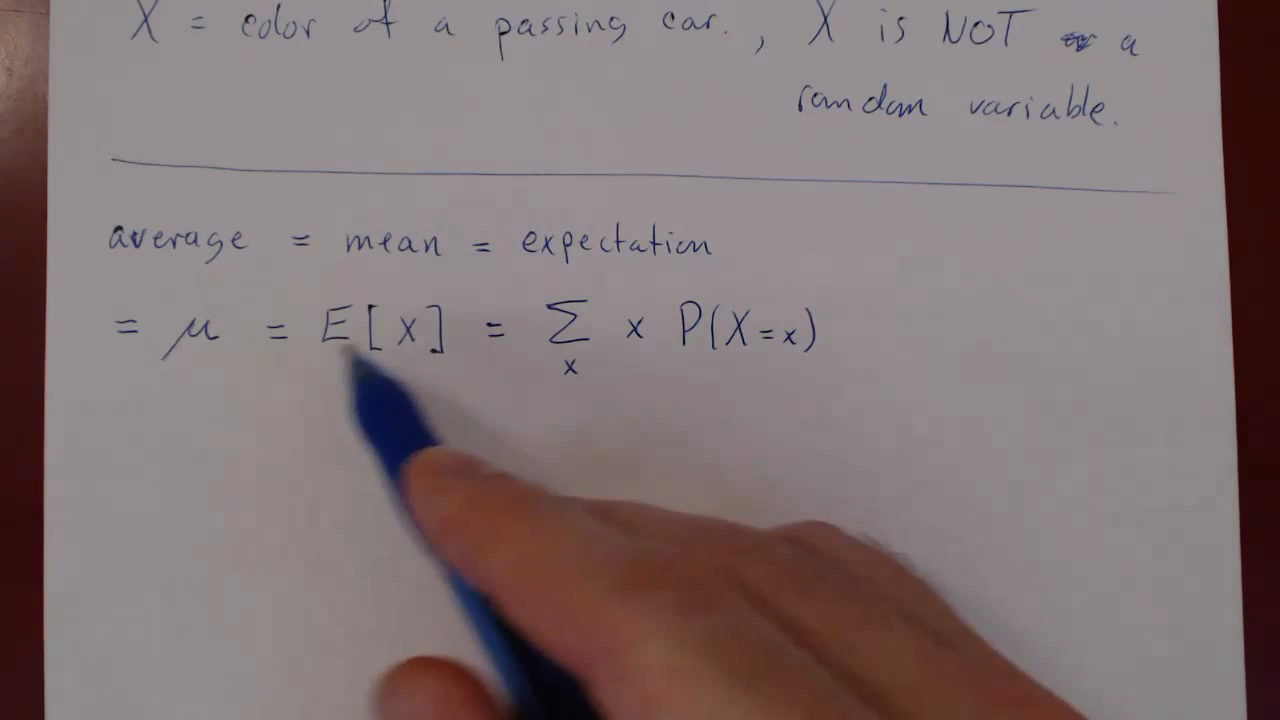 X = color of a passing car. , X is NOT a
random variable.
average = mean = expectation
= μ = E[X] = Σ x P(X=x)
x